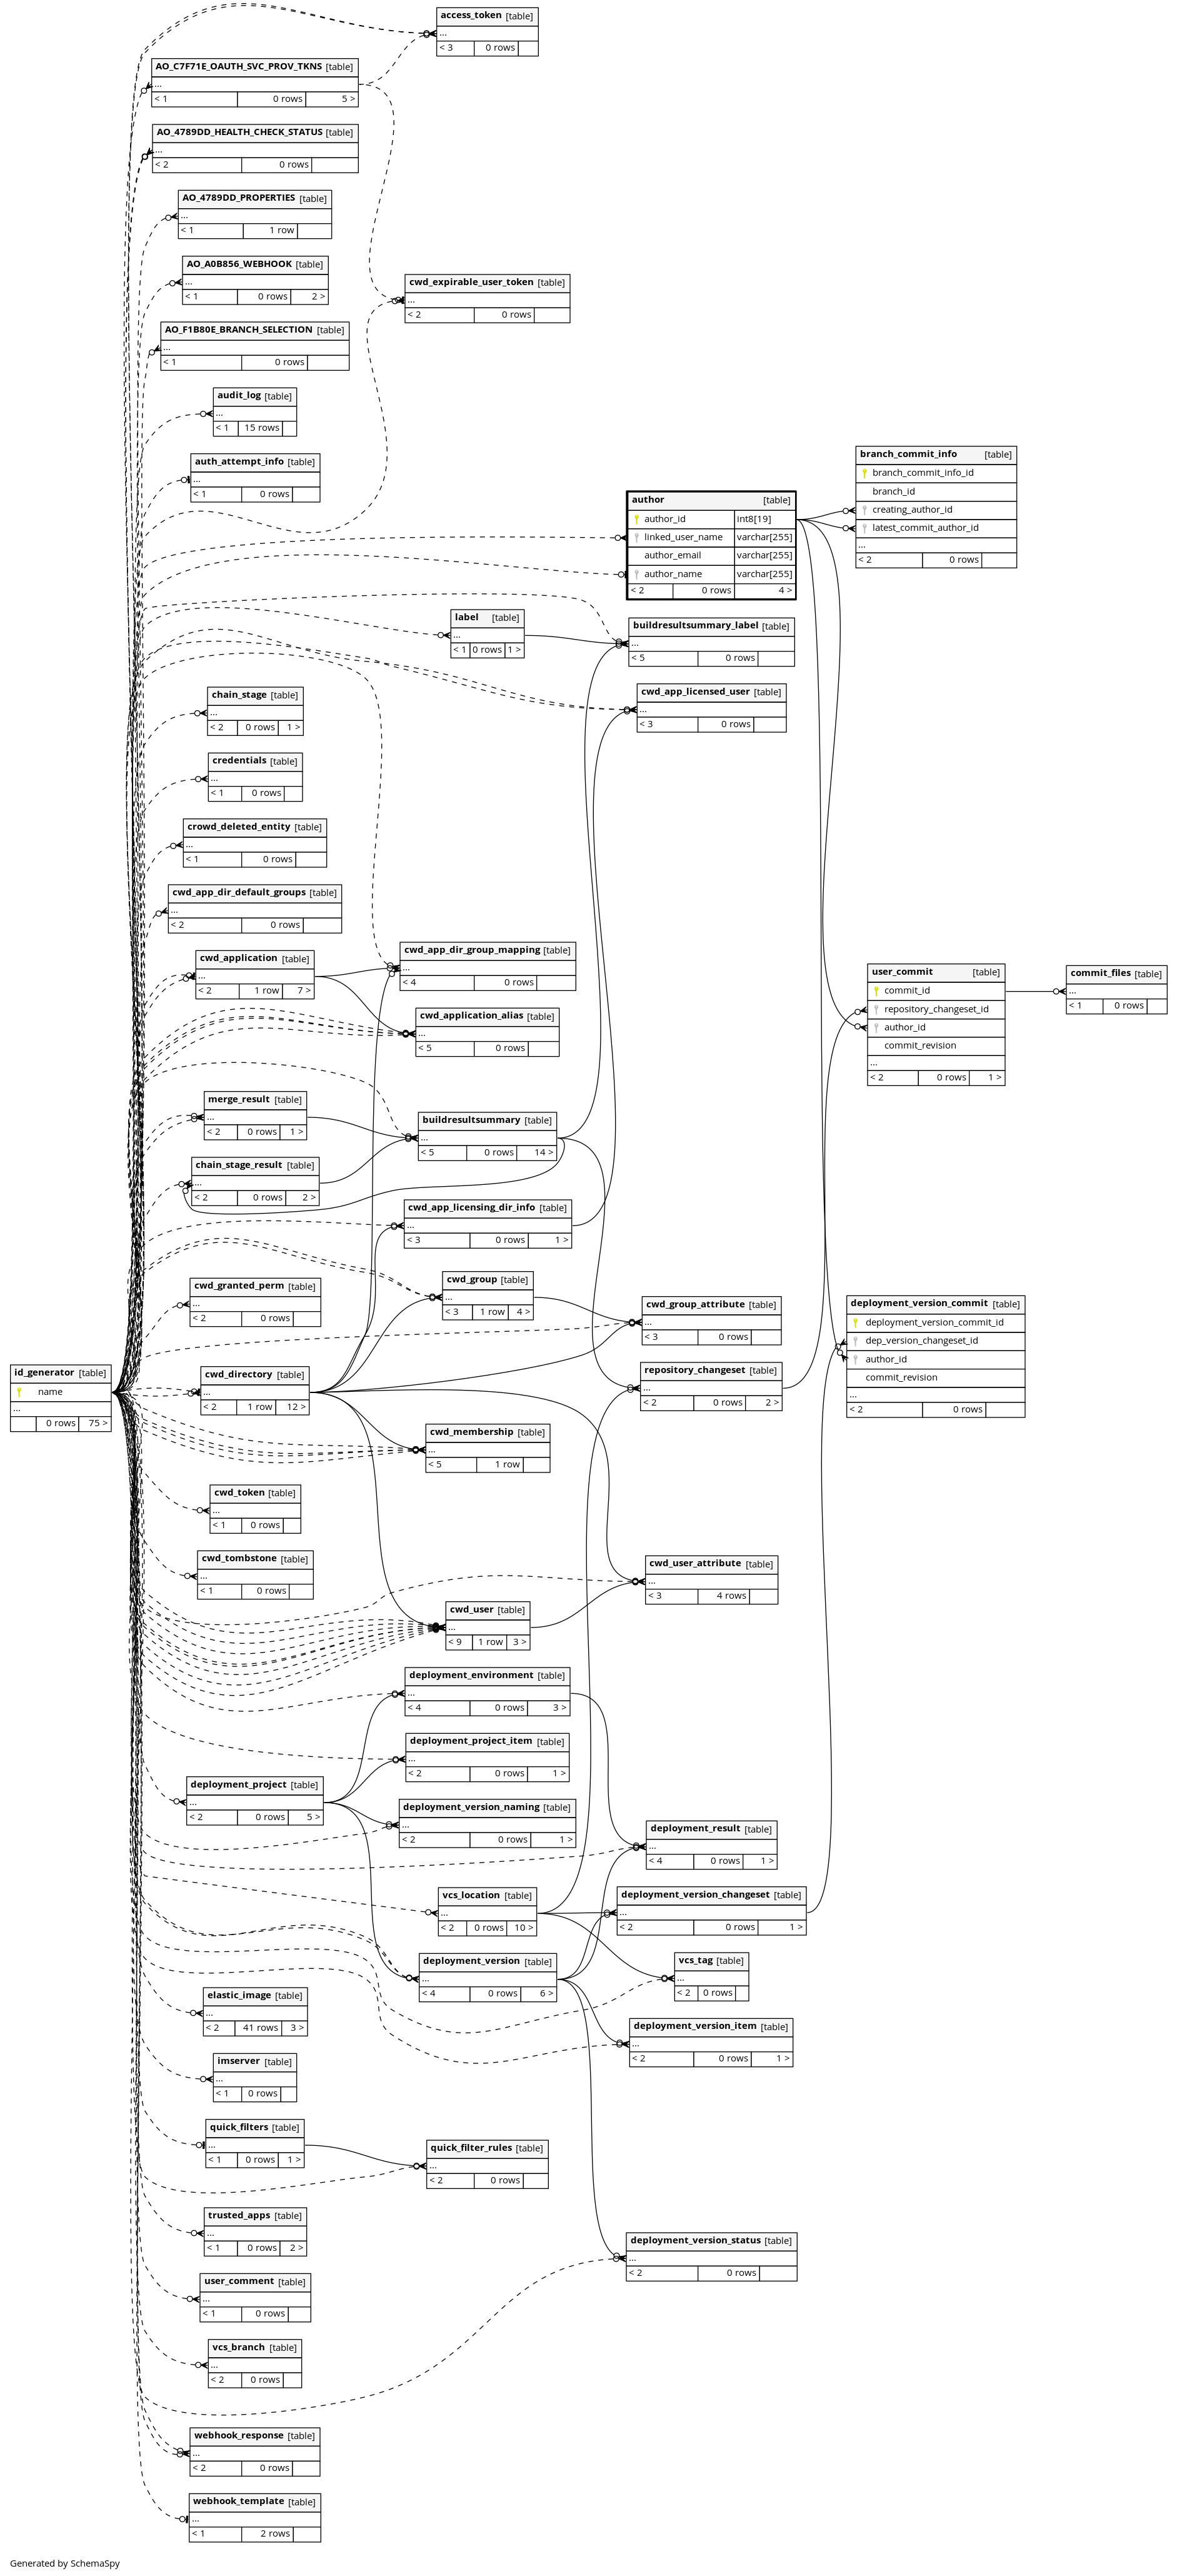 access_token [table]
...
< 3 0 rows
AO_C7F71E_OAUTH_SVC_PROV_TKNS [table]
...
< 1 0 rows 5 >
AO_4789DD_HEALTH_CHECK_STATUS [table]
...
< 2 0 rows
AO_4789DD_PROPERTIES [table]
...
< 1 1 row
AO_A0B856_WEBHOOK [table]
...
< 1 0 rows 2 >
cwd_expirable_user_token [table]
...
< 2 0 rows
AO_F1B80E_BRANCH_SELECTION [table]
...
< 1 0 rows
audit_log [table]
...
< 1 15 rows
auth_attempt_info [table]
...
< 1 0 rows
branch_commit_info [table]
branch_commit_info_id
branch_id
creating_author_id
latest_commit_author_id
...
< 2 0 rows
author [table]
author_id int8[19]
linked_user_name varchar[255]
author_email varchar[255]
author_name varchar[255]
< 2 0 rows 4 >
label [table]
...
< 1 0 rows 1 >
buildresultsummary_label [table]
...
< 5 0 rows
cwd_app_licensed_user [table]
...
< 3 0 rows
chain_stage [table]
...
< 2 0 rows 1 >
credentials [table]
...
< 1 0 rows
crowd_deleted_entity [table]
...
< 1 0 rows
cwd_app_dir_default_groups [table]
...
< 2 0 rows
cwd_application [table]
...
< 2 1 row 7 >
cwd_app_dir_group_mapping [table]
...
< 4 0 rows
cwd_application_alias [table]
...
< 5 0 rows
user_commit [table]
commit_id
repository_changeset_id
author_id
commit_revision
...
< 2 0 rows 1 >
commit_files [table]
...
< 1 0 rows
merge_result [table]
...
< 2 0 rows 1 >
buildresultsummary [table]
...
< 5 0 rows 14 >
chain_stage_result [table]
...
< 2 0 rows 2 >
cwd_app_licensing_dir_info [table]
...
< 3 0 rows 1 >
cwd_granted_perm [table]
...
< 2 0 rows
cwd_group [table]
...
< 3 1 row 4 >
cwd_group_attribute [table]
...
< 3 0 rows
deployment_version_commit [table]
deployment_version_commit_id
dep_version_changeset_id
author_id
commit_revision
...
< 2 0 rows
id_generator [table]
name
...
0 rows 75 >
cwd_directory [table]
...
< 2 1 row 12 >
repository_changeset [table]
...
< 2 0 rows 2 >
cwd_membership [table]
...
< 5 1 row
cwd_token [table]
...
< 1 0 rows
cwd_tombstone [table]
...
< 1 0 rows
cwd_user_attribute [table]
...
< 3 4 rows
cwd_user [table]
...
< 9 1 row 3 >
deployment_environment [table]
...
< 4 0 rows 3 >
deployment_project_item [table]
...
< 2 0 rows 1 >
deployment_project [table]
...
< 2 0 rows 5 >
deployment_version_naming [table]
...
< 2 0 rows 1 >
deployment_result [table]
...
< 4 0 rows 1 >
vcs_location [table]
...
< 2 0 rows 10 >
deployment_version_changeset [table]
...
< 2 0 rows 1 >
deployment_version [table]
...
< 4 0 rows 6 >
vcs_tag [table]
...
< 2 0 rows
elastic_image [table]
...
< 2 41 rows 3 >
deployment_version_item [table]
...
< 2 0 rows 1 >
imserver [table]
...
< 1 0 rows
quick_filters [table]
...
< 1 0 rows 1 >
quick_filter_rules [table]
...
< 2 0 rows
trusted_apps [table]
...
< 1 0 rows 2 >
deployment_version_status [table]
...
< 2 0 rows
user_comment [table]
...
< 1 0 rows
vcs_branch [table]
...
< 2 0 rows
webhook_response [table]
...
< 2 0 rows
webhook_template [table]
...
< 1 2 rows
Generated by SchemaSpy